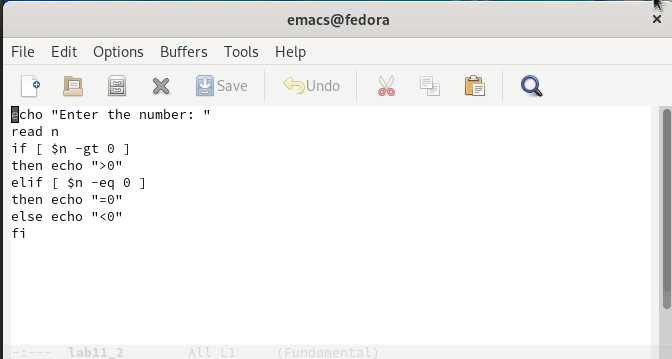 emacs@fedora
×
File Edit Options Buffers Tools Help
Save Undo
echo "Enter the number: "
read n
if [ $n -gt 0 ]
then echo ">0"
elif [ $n -eq 0 ]
then echo "=0"
else echo "<0"
fi
-:--- lab11_2 All L1 (Fundamental)